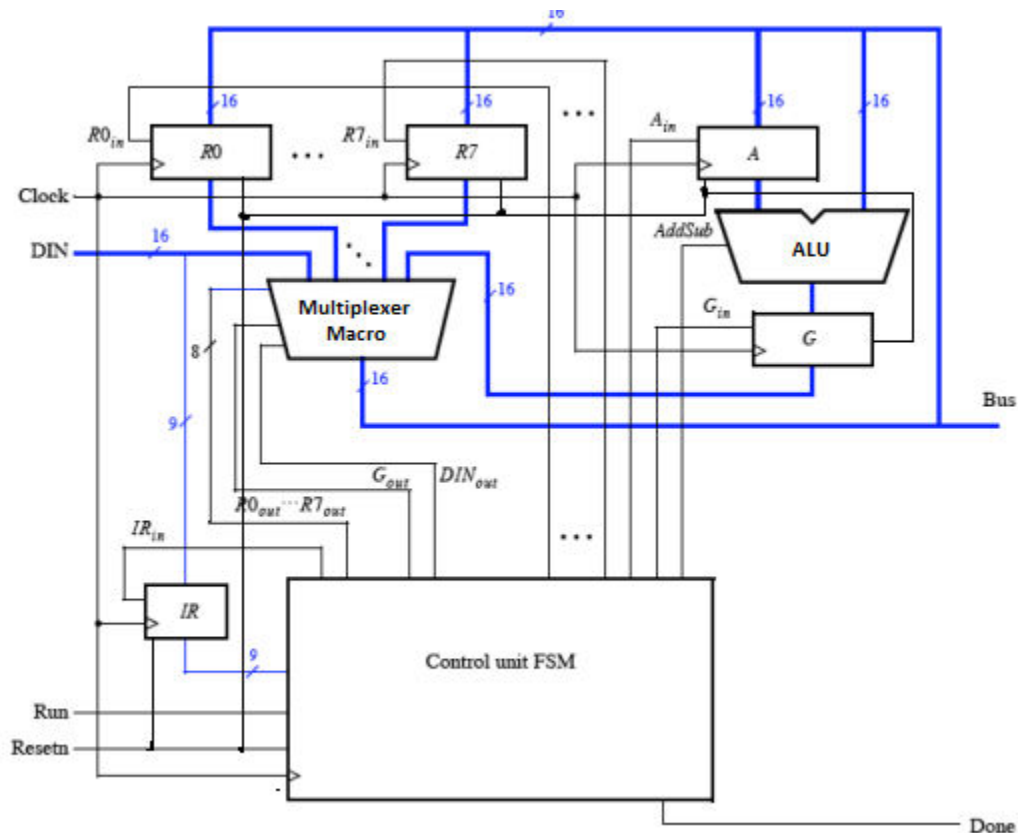 16
16
16
16
16
R0in
R0
R7in
R7
Ain
A
Clock
DIN
16
AddSub
ALU
Multiplexer
Macro
16
Gin
G
8
16
Bus
9
Gout
DINout
R0out...R7out
IRin
IR
9
Control unit FSM
Run
Resetn
Done